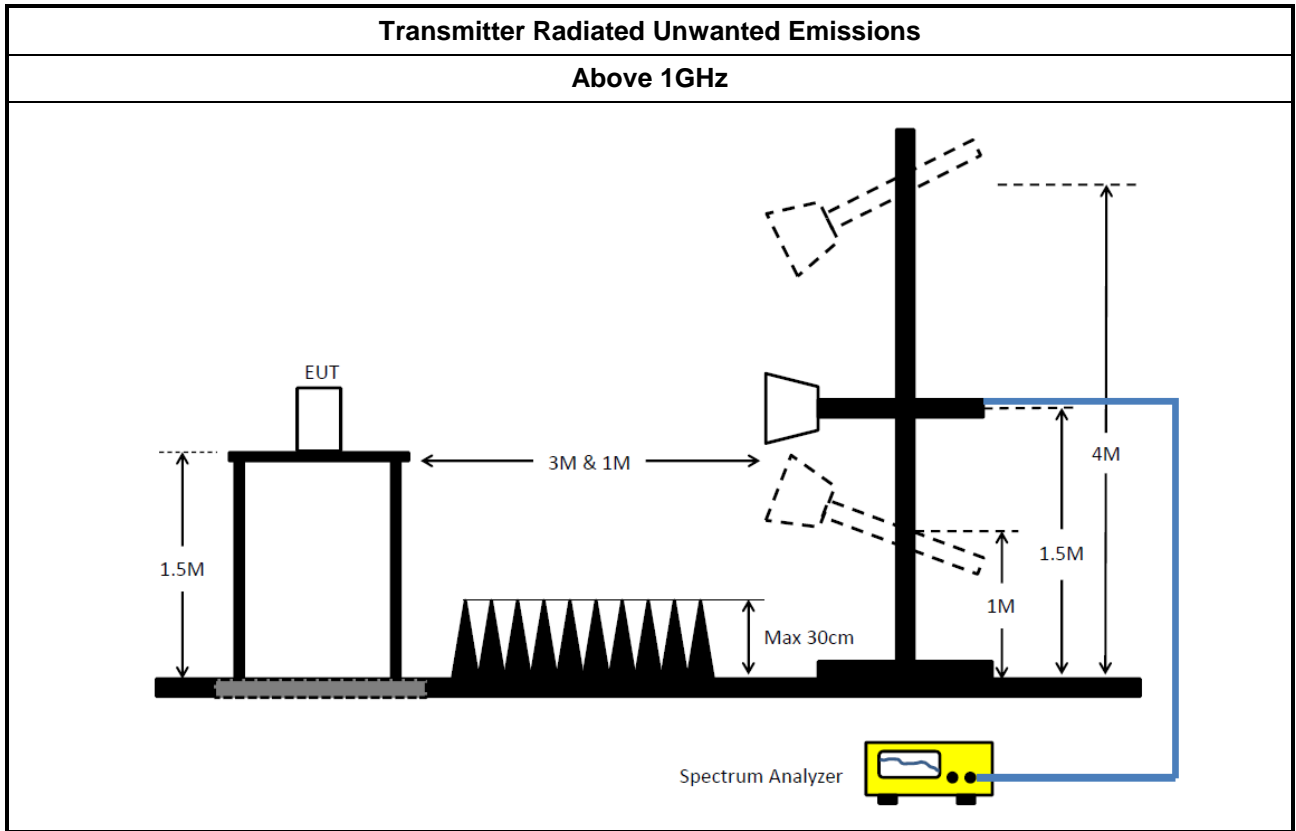 Transmitter Radiated Unwanted Emissions
Above 1GHz
EUT
3M & 1M
4M
1.5M
1.5M
1M
Max 30cm
Spectrum Analyzer